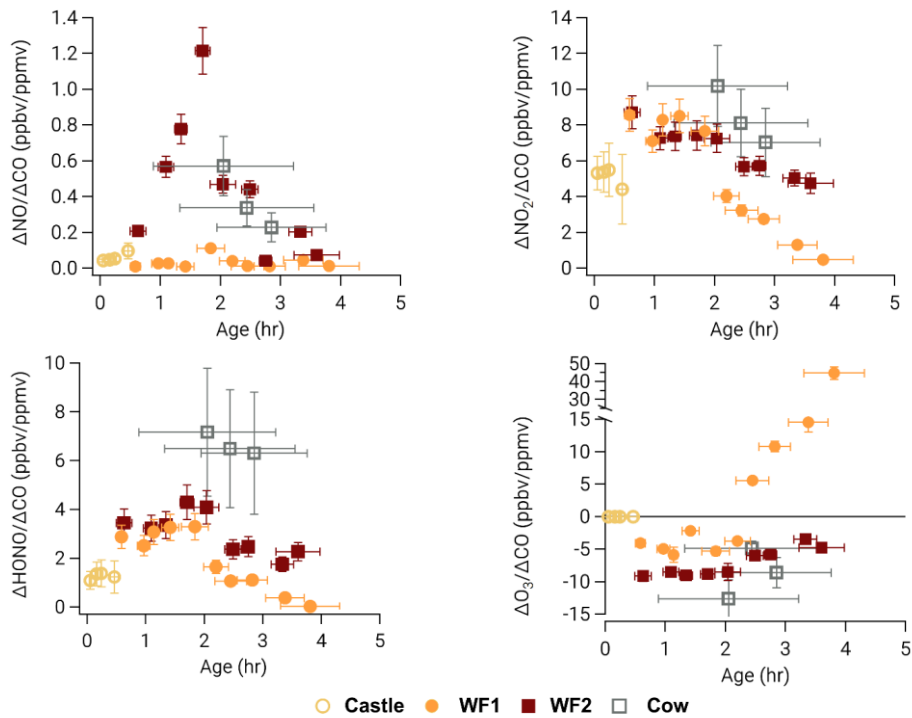 ΔNO/ΔCO (ppbv/ppmv)
1.4
1.2
1.0
0.8
0.6
0.4
0.2
0.0
0 1 2 3 4 5
Age (hr)
ΔNO₂/ΔCO (ppbv/ppmv)
14
12
10
8
6
4
2
0
0 1 2 3 4 5
Age (hr)
ΔHONO/ΔCO (ppbv/ppmv)
10
8
6
4
2
0
0 1 2 3 4 5
Age (hr)
ΔO₃/ΔCO (ppbv/ppmv)
50
40
30
15
10
5
0
-5
-10
-15
0 1 2 3 4 5
Age (hr)
Castle WF1 WF2 Cow